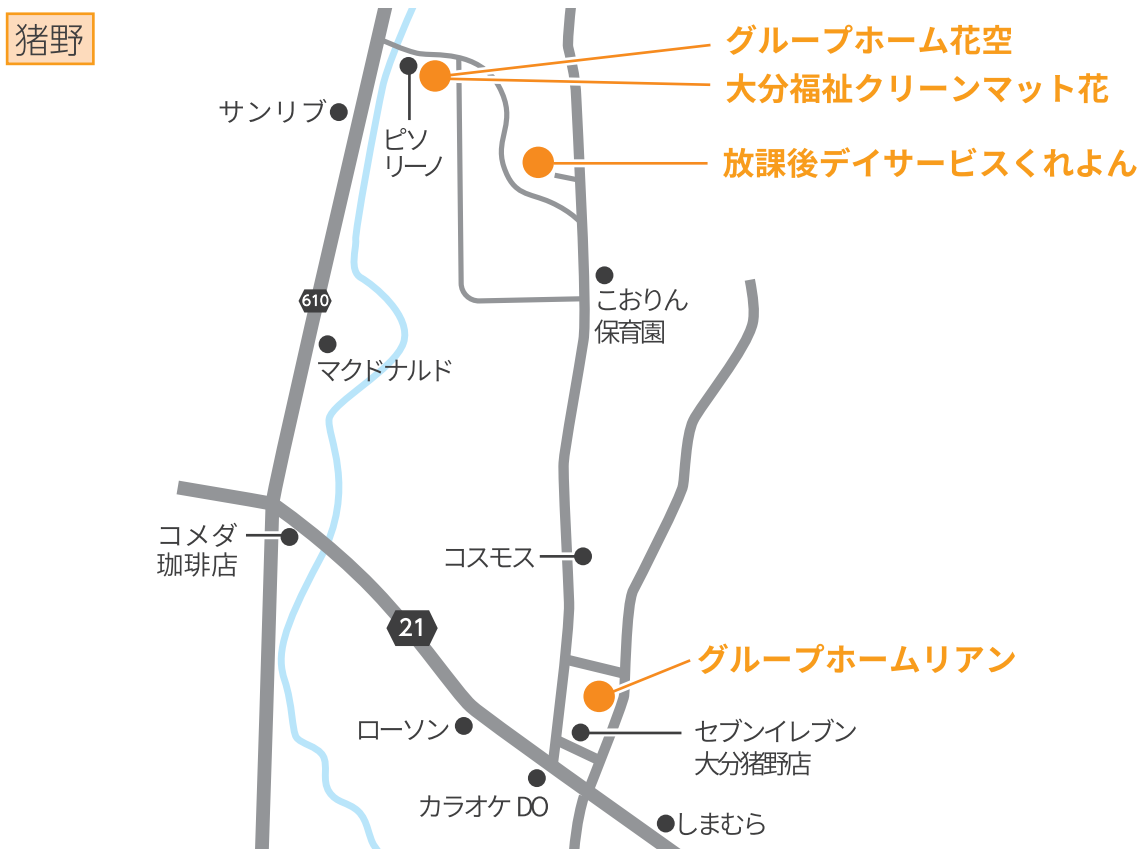 猪野
グループホーム花空
大分福祉クリーンマット花
サンリブ
ピソ
リーノ
放課後デイサービスくれよん
こおりん
保育園
610
マクドナルド
コメダ
珈琲店
コスモス
21
グループホームリアン
ローソン
セブンイレブン
大分猪野店
カラオケ DO
しまむら